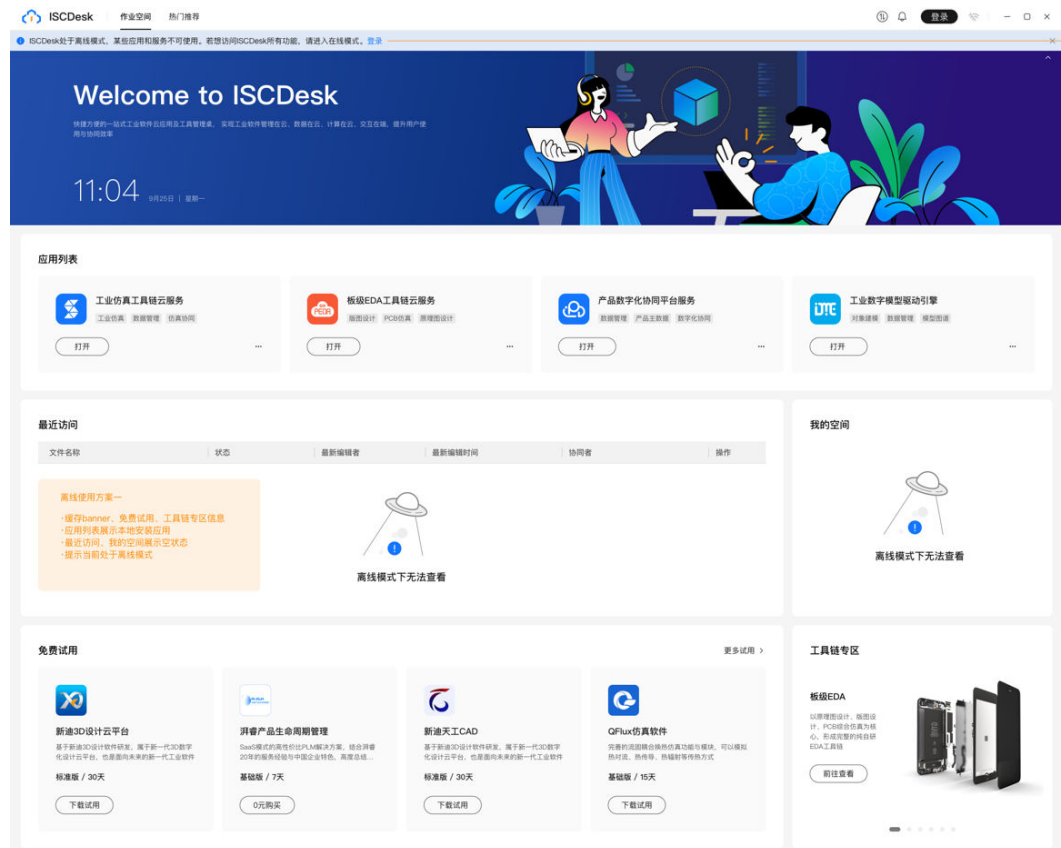 ISCDesk 作业空间 热门推荐 登录
ISCDesk处于离线模式，某些应用和服务不可使用。若想访问ISCDesk所有功能，请进入在线模式。登录
Welcome to ISCDesk
快捷方便的一站式工业软件云应用及工具管理桌，实现工业软件管理在云、数据在云、计算在云、交互在端，提升用户使
用与协同效率
11:04 9月25日 | 星期一
应用列表
工业仿真工具链云服务
工业仿真 数据管理 仿真协同
打开 ...
PEDA
板级EDA工具链云服务
版图设计 PCB仿真 原理图设计
打开 ...
产品数字化协同平台服务
数据管理 产品主数据 数字化协同
打开 ...
iDME
工业数字模型驱动引擎
对象建模 数据管理 模型图谱
打开 ...
最近访问
文件名称 状态 最新编辑者 最新编辑时间 协同者 操作
离线使用方案一
·缓存banner、免费试用、工具链专区信息
·应用列表展示本地安装应用
·最近访问、我的空间展示空状态
·提示当前处于离线模式
离线模式下无法查看
我的空间
离线模式下无法查看
免费试用 更多试用 >
新迪3D设计云平台
基于新迪3D设计软件研发，属于新一代3D数字
化设计云平台，也是面向未来的新一代工业软件
标准版 / 30天
下载试用
湃睿产品生命周期管理
SaaS模式的高性价比PLM解决方案，结合湃睿
20年的服务经验与中国企业特色，高度总结...
基础版 / 7天
0元购买
新迪天工CAD
基于新迪3D设计软件研发，属于新一代3D数字
化设计云平台，也是面向未来的新一代工业软件
标准版 / 30天
下载试用
QFlux仿真软件
完善的流固耦合换热仿真功能与模块，可以模拟
热对流、热传导、热辐射等传热方式
基础版 / 15天
下载试用
工具链专区
板级EDA
以原理图设计，版图设
计，PCB综合仿真为核
心，形成完整的纯自研
EDA工具链
前往查看